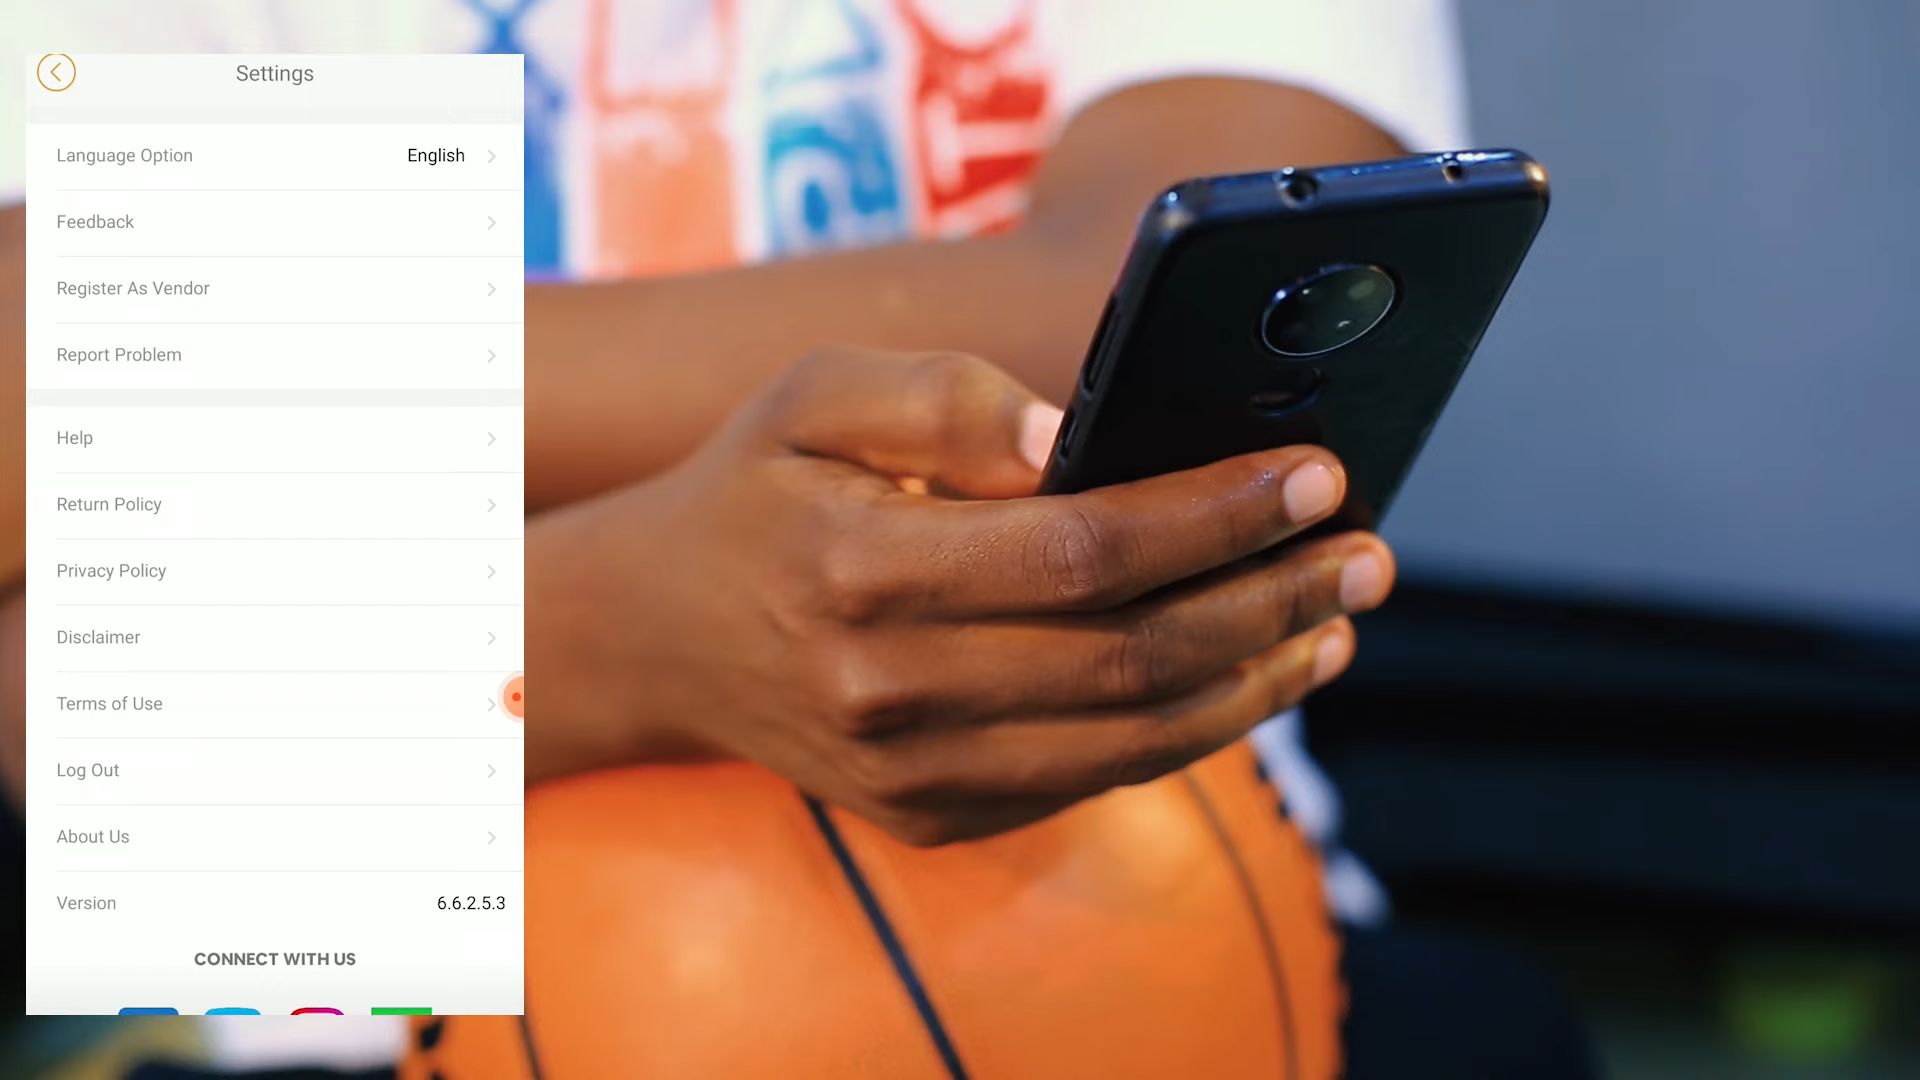 Settings
Language Option English
Feedback
Register As Vendor
Report Problem
Help
Return Policy
Privacy Policy
Disclaimer
Terms of Use
Log Out
About Us
Version 6.6.2.5.3
CONNECT WITH US